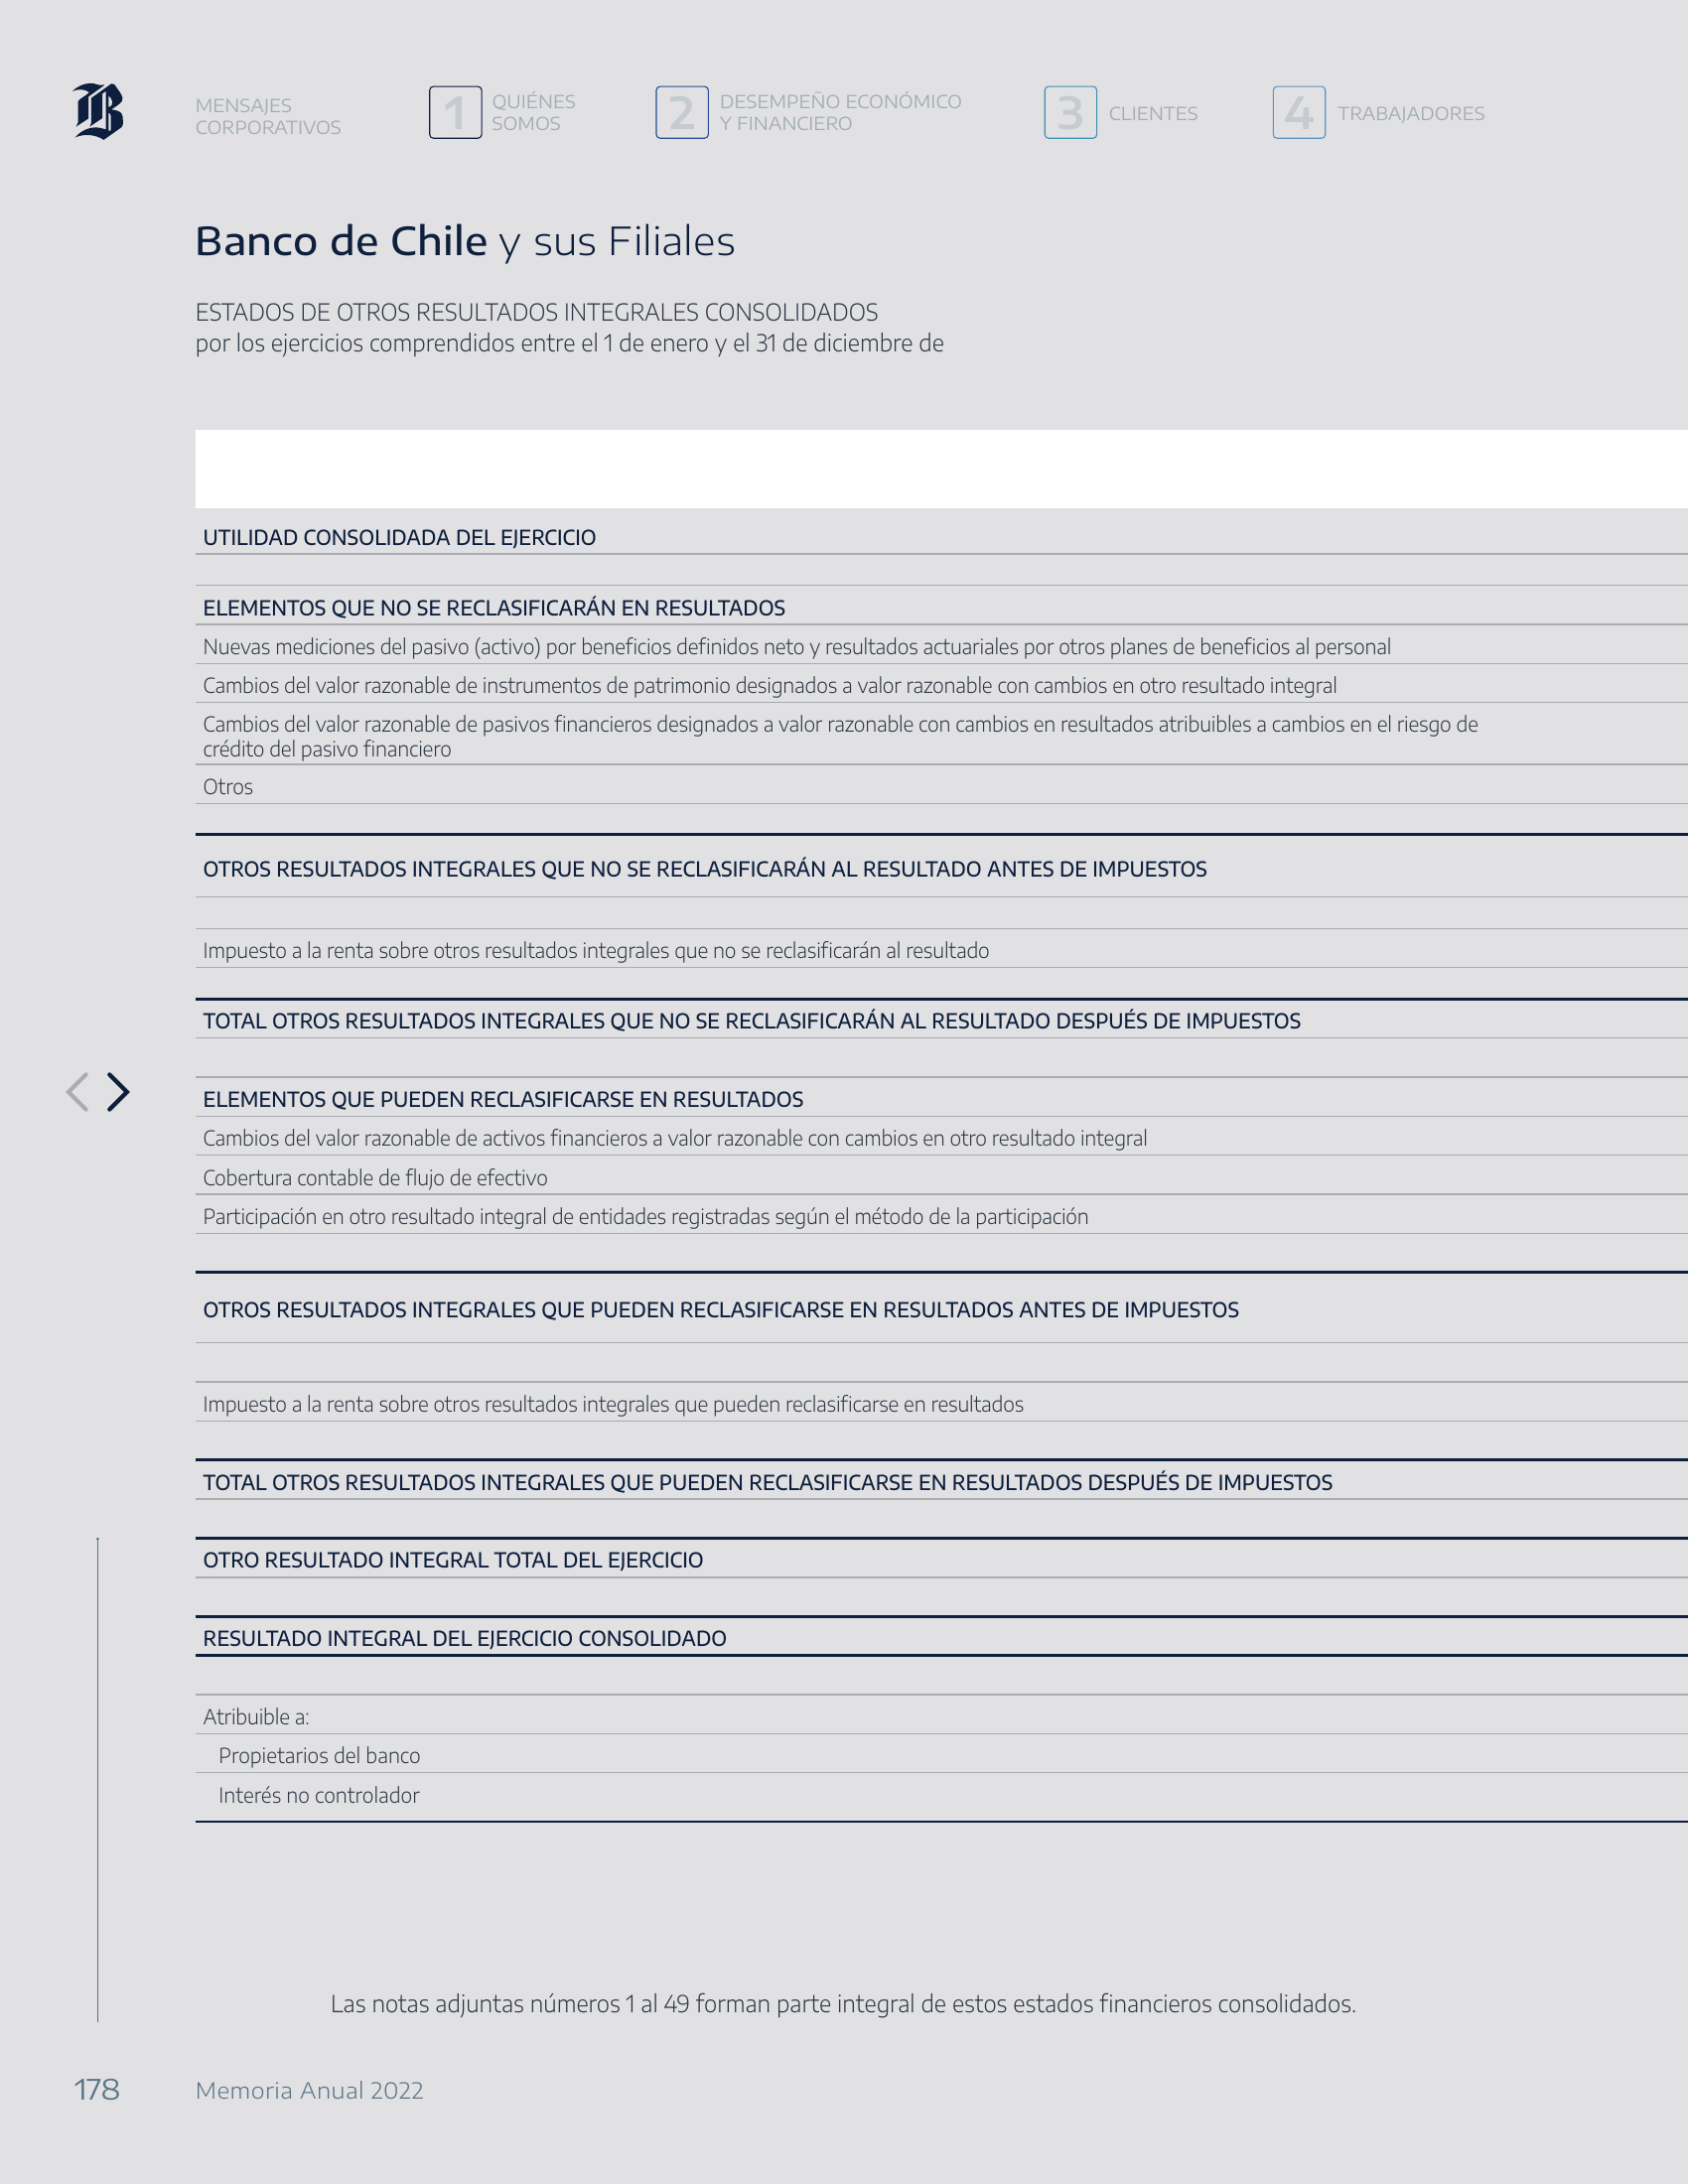 B
MENSAJES
CORPORATIVOS
1
QUIÉNES
SOMOS
2
DESEMPEÑO ECONÓMICO
Y FINANCIERO
3
CLIENTES
4
TRABAJADORES
Banco de Chile y sus Filiales
ESTADOS DE OTROS RESULTADOS INTEGRALES CONSOLIDADOS
por los ejercicios comprendidos entre el 1 de enero y el 31 de diciembre de
UTILIDAD CONSOLIDADA DEL EJERCICIO
ELEMENTOS QUE NO SE RECLASIFICARÁN EN RESULTADOS
Nuevas mediciones del pasivo (activo) por beneficios definidos neto y resultados actuariales por otros planes de beneficios al personal
Cambios del valor razonable de instrumentos de patrimonio designados a valor razonable con cambios en otro resultado integral
Cambios del valor razonable de pasivos financieros designados a valor razonable con cambios en resultados atribuibles a cambios en el riesgo de
crédito del pasivo financiero
Otros
OTROS RESULTADOS INTEGRALES QUE NO SE RECLASIFICARÁN AL RESULTADO ANTES DE IMPUESTOS
Impuesto a la renta sobre otros resultados integrales que no se reclasificarán al resultado
TOTAL OTROS RESULTADOS INTEGRALES QUE NO SE RECLASIFICARÁN AL RESULTADO DESPUÉS DE IMPUESTOS
ELEMENTOS QUE PUEDEN RECLASIFICARSE EN RESULTADOS
Cambios del valor razonable de activos financieros a valor razonable con cambios en otro resultado integral
Cobertura contable de flujo de efectivo
Participación en otro resultado integral de entidades registradas según el método de la participación
OTROS RESULTADOS INTEGRALES QUE PUEDEN RECLASIFICARSE EN RESULTADOS ANTES DE IMPUESTOS
Impuesto a la renta sobre otros resultados integrales que pueden reclasificarse en resultados
TOTAL OTROS RESULTADOS INTEGRALES QUE PUEDEN RECLASIFICARSE EN RESULTADOS DESPUÉS DE IMPUESTOS
OTRO RESULTADO INTEGRAL TOTAL DEL EJERCICIO
RESULTADO INTEGRAL DEL EJERCICIO CONSOLIDADO
Atribuible a:
Propietarios del banco
Interés no controlador
Las notas adjuntas números 1 al 49 forman parte integral de estos estados financieros consolidados.
178
Memoria Anual 2022